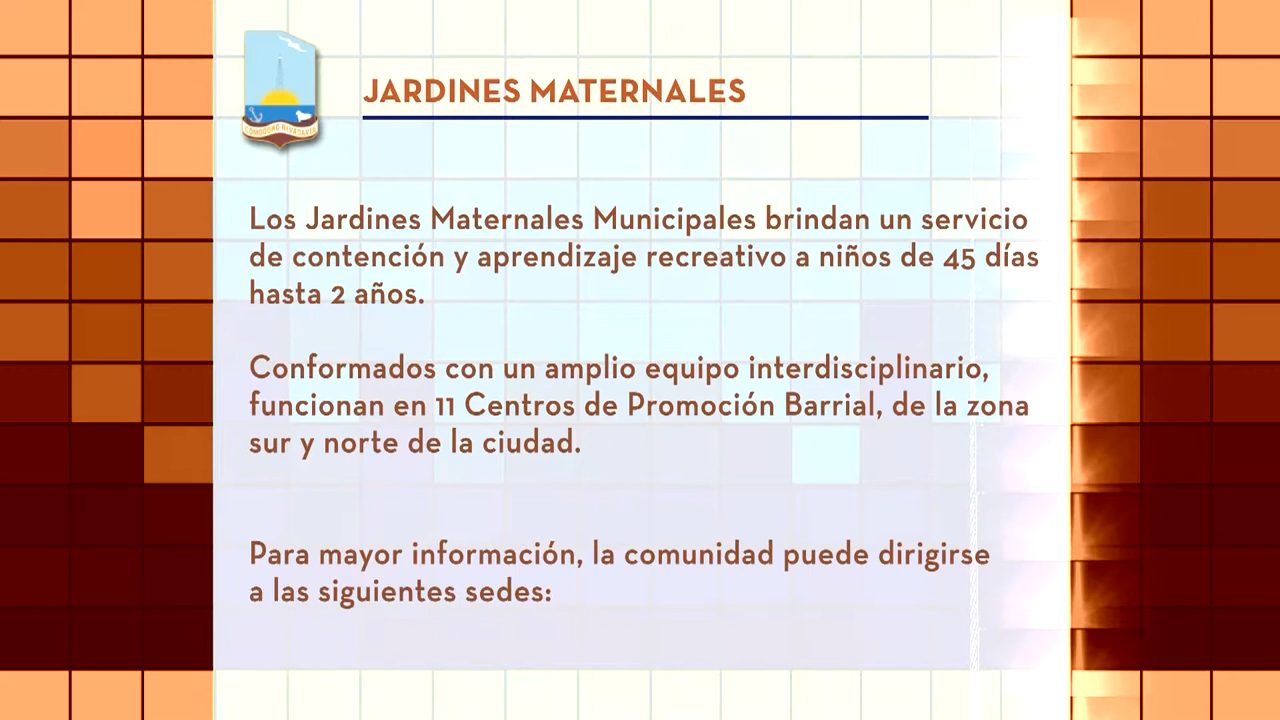 COMODORO RIVADAVIA
JARDINES MATERNALES
Los Jardines Maternales Municipales brindan un servicio
de contención y aprendizaje recreativo a niños de 45 días
hasta 2 años.
Conformados con un amplio equipo interdisciplinario,
funcionan en 11 Centros de Promoción Barrial, de la zona
sur y norte de la ciudad.
Para mayor información, la comunidad puede dirigirse
a las siguientes sedes: